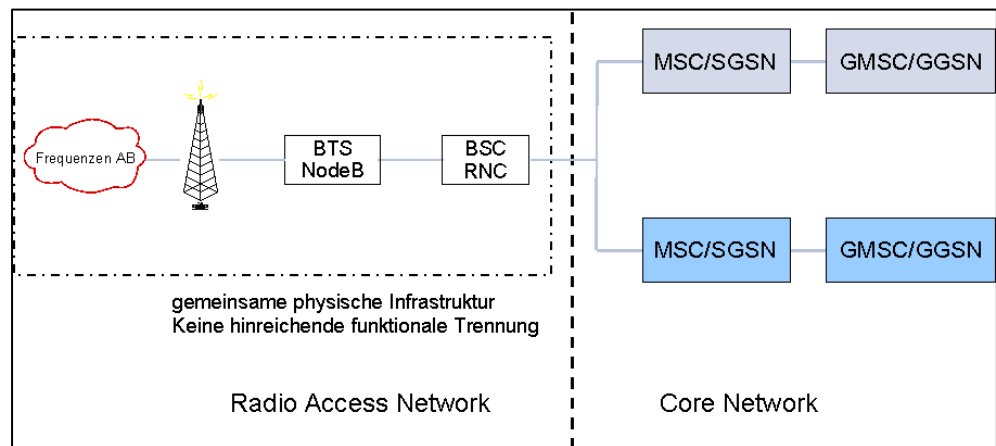 Frequenzen AB
BTS
NodeB
BSC
RNC
MSC/SGSN
GMSC/GGSN
MSC/SGSN
GMSC/GGSN
gemeinsame physische Infrastruktur
Keine hinreichende funktionale Trennung
Radio Access Network
Core Network